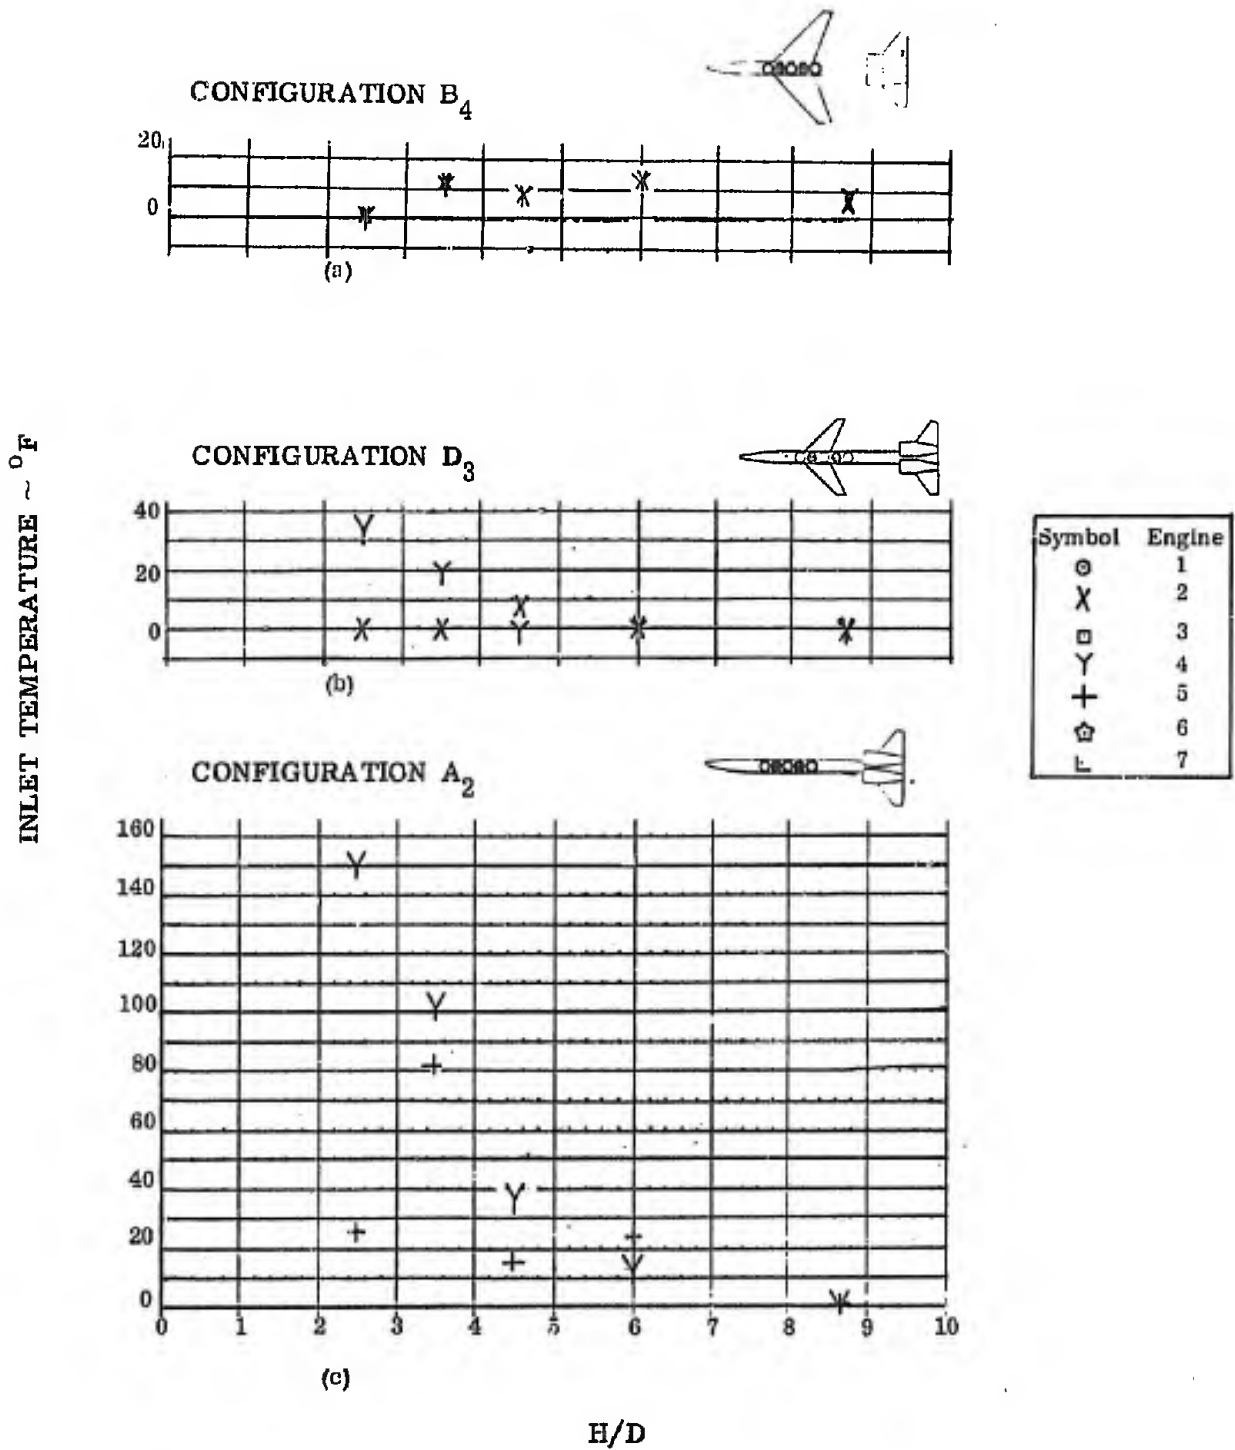 CONFIGURATION B4
20
0
(a)
INLET TEMPERATURE ~ °F
CONFIGURATION D3
40
20
0
(b)
Symbol Engine
1
2
3
4
5
6
7
CONFIGURATION A2
160
140
120
100
80
60
40
20
0
0 1 2 3 4 5 6 7 8 9 10
(c)
H/D